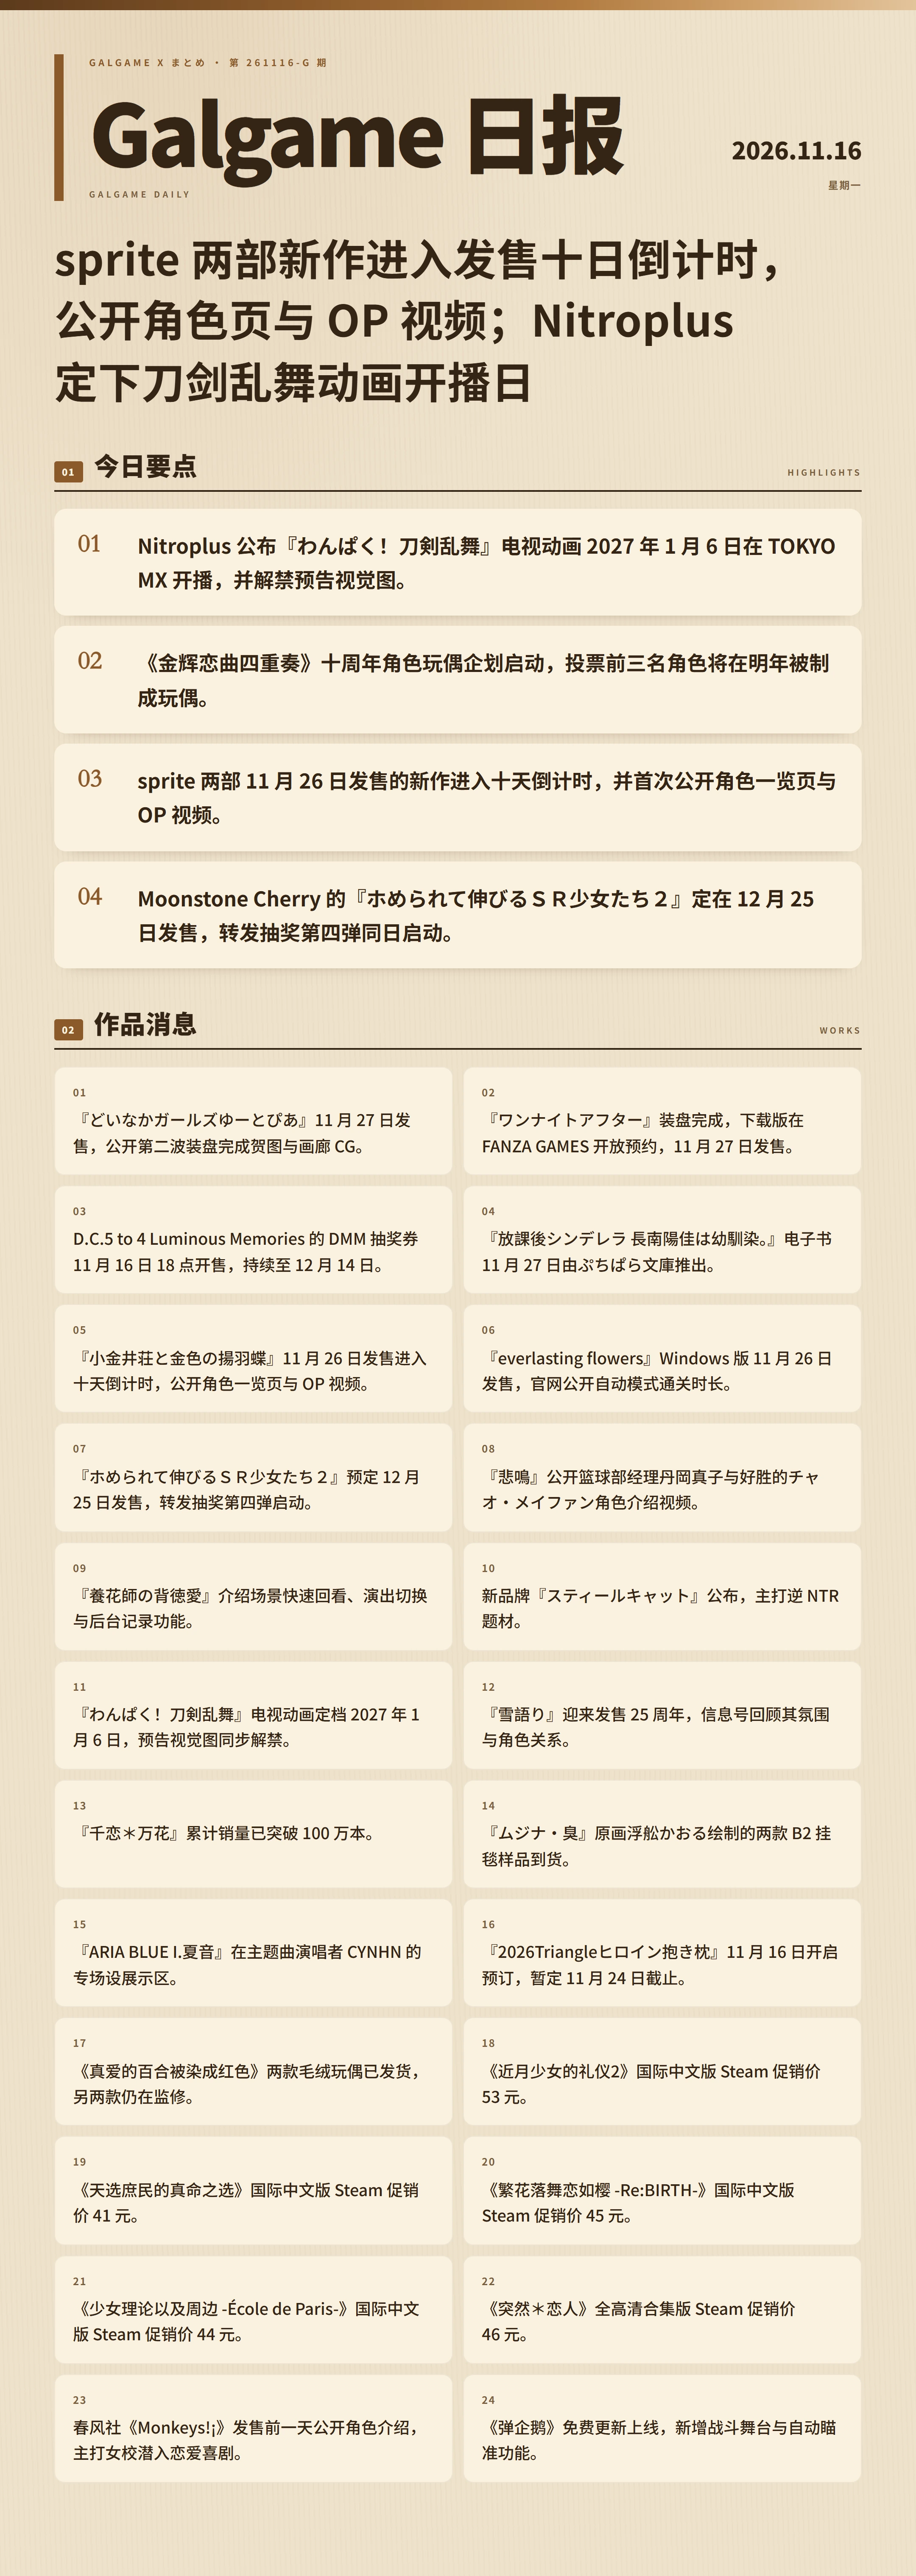 GALGAME X まとめ · 第 261116-G 期
Galgame 日报
GALGAME DAILY
2026.11.16
星期一
sprite 两部新作进入发售十日倒计时，
公开角色页与 OP 视频；Nitroplus
定下刀剑乱舞动画开播日
01 今日要点
HIGHLIGHTS
01
Nitroplus 公布『わんぱく！刀剣乱舞』电视动画 2027 年 1 月 6 日在 TOKYO
MX 开播，并解禁预告视觉图。
02
《金辉恋曲四重奏》十周年角色玩偶企划启动，投票前三名角色将在明年被制
成玩偶。
03
sprite 两部 11 月 26 日发售的新作进入十天倒计时，并首次公开角色一览页与
OP 视频。
04
Moonstone Cherry 的『ホめられて伸びるＳＲ少女たち２』定在 12 月 25
日发售，转发抽奖第四弹同日启动。
02 作品消息
WORKS
01
『どいなかガールズゆーとぴあ』11 月 27 日发
售，公开第二波装盘完成贺图与画廊 CG。
02
『ワンナイトアフター』装盘完成，下载版在
FANZA GAMES 开放预约，11 月 27 日发售。
03
D.C.5 to 4 Luminous Memories 的 DMM 抽奖券
11 月 16 日 18 点开售，持续至 12 月 14 日。
04
『放課後シンデレラ 長南陽佳は幼馴染。』电子书
11 月 27 日由ぷちぱら文庫推出。
05
『小金井荘と金色の揚羽蝶』11 月 26 日发售进入
十天倒计时，公开角色一览页与 OP 视频。
06
『everlasting flowers』Windows 版 11 月 26 日
发售，官网公开自动模式通关时长。
07
『ホめられて伸びるＳＲ少女たち２』预定 12 月
25 日发售，转发抽奖第四弹启动。
08
『悲鳴』公开篮球部经理丹岡真子与好胜的チャ
オ・メイファン角色介绍视频。
09
『養花師の背徳愛』介绍场景快速回看、演出切换
与后台记录功能。
10
新品牌『スティールキャット』公布，主打逆 NTR
题材。
11
『わんぱく！刀剣乱舞』电视动画定档 2027 年 1
月 6 日，预告视觉图同步解禁。
12
『雪語り』迎来发售 25 周年，信息号回顾其氛围
与角色关系。
13
『千恋＊万花』累计销量已突破 100 万本。
14
『ムジナ・臭』原画浮舩かおる绘制的两款 B2 挂
毯样品到货。
15
『ARIA BLUE I.夏音』在主题曲演唱者 CYNHN 的
专场设展示区。
16
『2026Triangleヒロイン抱き枕』11 月 16 日开启
预订，暂定 11 月 24 日截止。
17
《真爱的百合被染成红色》两款毛绒玩偶已发货，
另两款仍在监修。
18
《近月少女的礼仪2》国际中文版 Steam 促销价
53 元。
19
《天选庶民的真命之选》国际中文版 Steam 促销
价 41 元。
20
《繁花落舞恋如樱 -Re:BIRTH-》国际中文版
Steam 促销价 45 元。
21
《少女理论以及周边 -École de Paris-》国际中文
版 Steam 促销价 44 元。
22
《突然＊恋人》全高清合集版 Steam 促销价
46 元。
23
春风社《Monkeys!¡》发售前一天公开角色介绍，
主打女校潜入恋爱喜剧。
24
《弹企鹅》免费更新上线，新增战斗舞台与自动瞄
准功能。